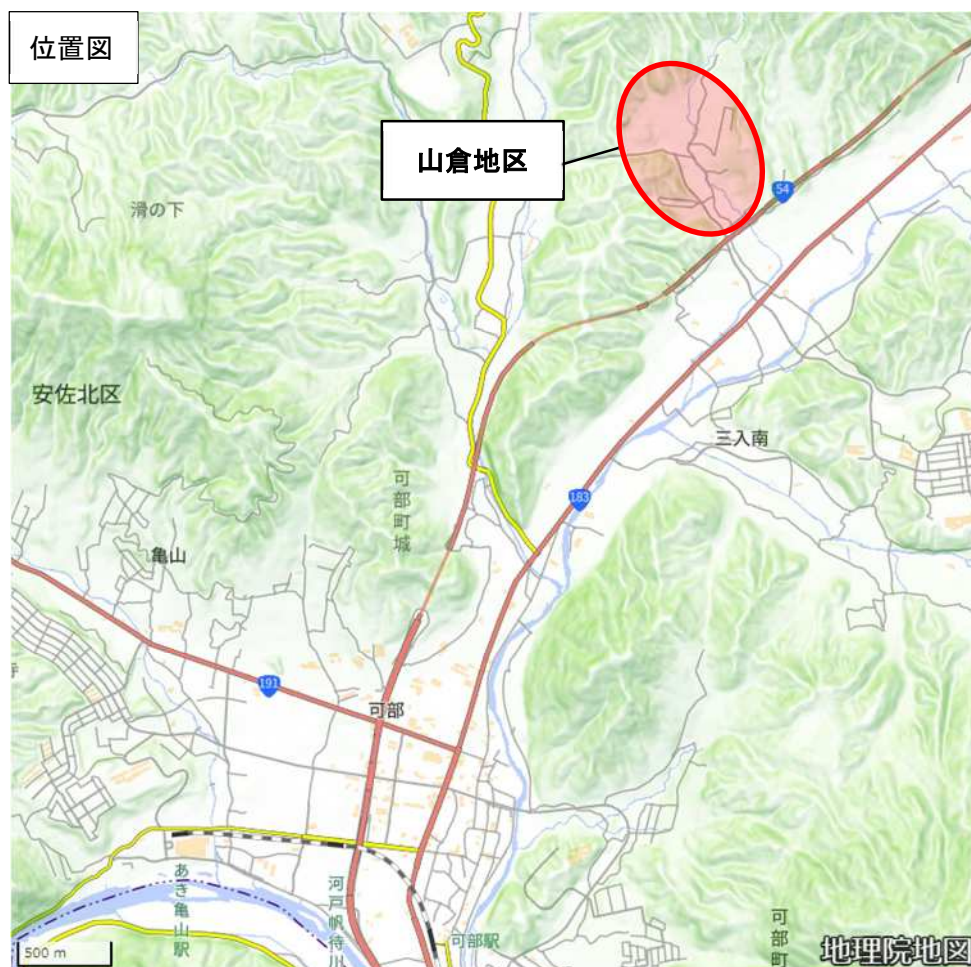 位置図
山倉地区
54
滑の下
安佐北区
三入南
可部町城
183
亀山
191
可部
あき亀山駅
河戸帆待川
可部駅
可部町
500 m
地理院地図